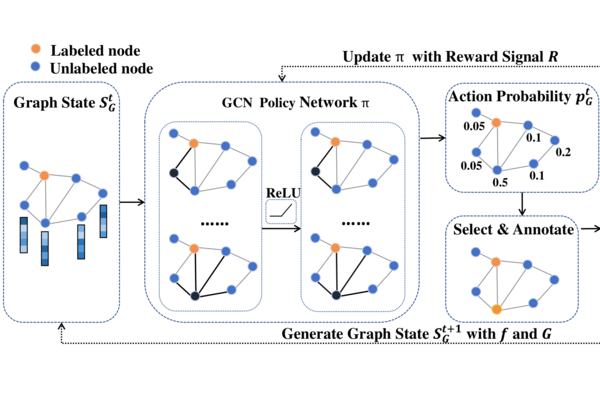 Labeled node
Unlabeled node
Update π with Reward Signal R
Graph State S_G^t
GCN Policy Network π
Action Probability p_G^t
0.05
0.1
0.2
0.05
0.1
0.5
ReLU
......
......
Select & Annotate
Generate Graph State S_G^{t+1} with f and G